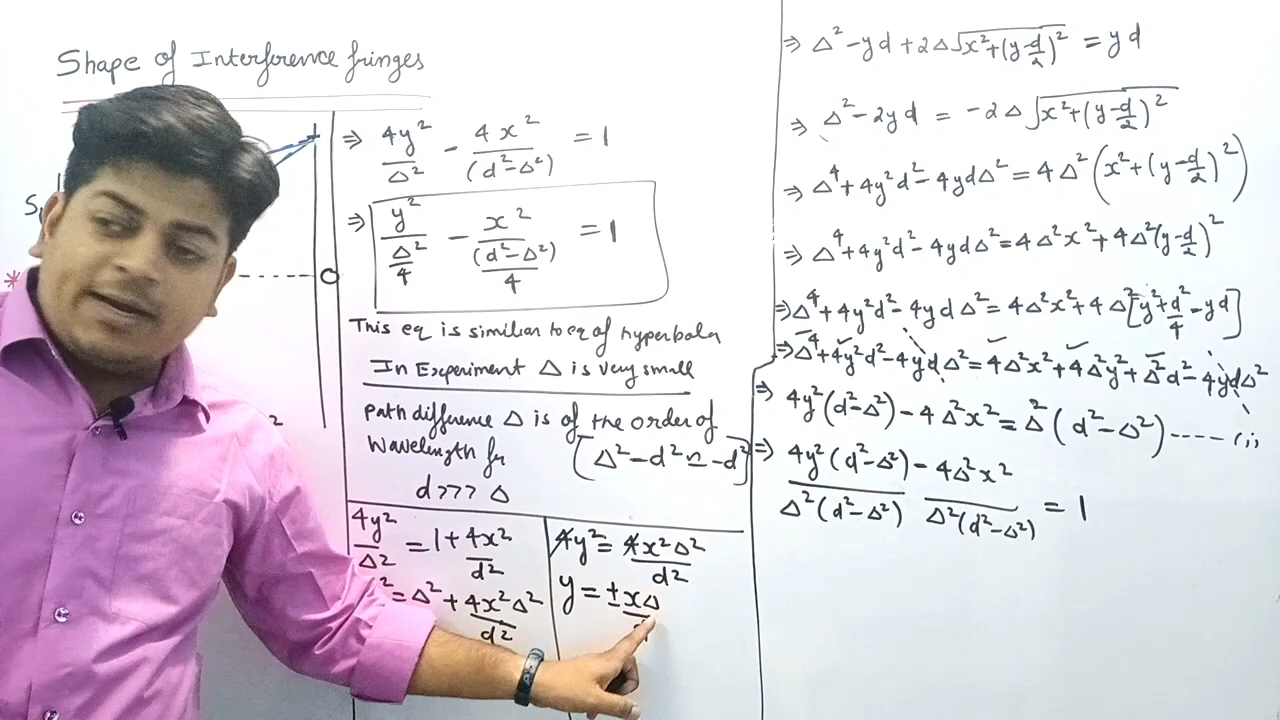 Shape of Interference fringes
S₁
*
O
2
⇒ 4y²/Δ² - 4x²/(d²-Δ²) = 1
⇒ y²/(Δ²/4) - x²/((d²-Δ²)/4) = 1
This eq is similar to eq of hyperbola
In Experiment Δ is very small
Path difference Δ is of the order of
Wavelength fr [Δ²-d² ≃ -d²]
d>>> Δ
4y²/Δ² = 1 + 4x²/d²
² = Δ² + 4x²Δ²/d²
4y² = 4x²Δ²/d²
y = ± xΔ/d
⇒ Δ² - yd + 2Δ√(x²+(y-d/2)²) = yd
⇒ Δ² - 2yd = -2Δ√(x²+(y-d/2)²)
⇒ Δ⁴ + 4y²d² - 4ydΔ² = 4Δ²(x²+(y-d/2)²)
⇒ Δ⁴ + 4y²d² - 4ydΔ² = 4Δ²x² + 4Δ²(y-d/2)²
⇒ Δ⁴ + 4y²d² - 4ydΔ² = 4Δ²x² + 4Δ²[y²+d²/4 - yd]
⇒ Δ⁴ + 4y²d² - 4ydΔ² = 4Δ²x² + 4Δ²y² + Δ²d² - 4ydΔ²
⇒ 4y²(d²-Δ²) - 4Δ²x² = Δ²(d²-Δ²) ---- (i)
⇒ 4y²(d²-Δ²)/Δ²(d²-Δ²) - 4Δ²x²/Δ²(d²-Δ²) = 1